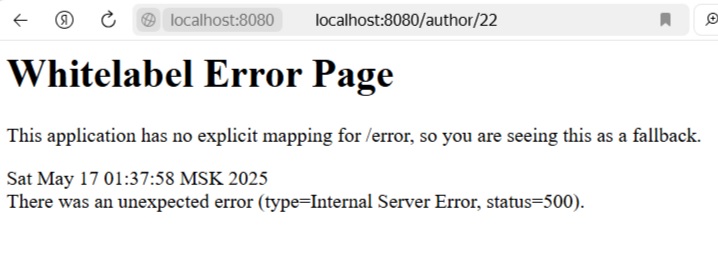 localhost:8080 localhost:8080/author/22
Whitelabel Error Page
This application has no explicit mapping for /error, so you are seeing this as a fallback.
Sat May 17 01:37:58 MSK 2025
There was an unexpected error (type=Internal Server Error, status=500).